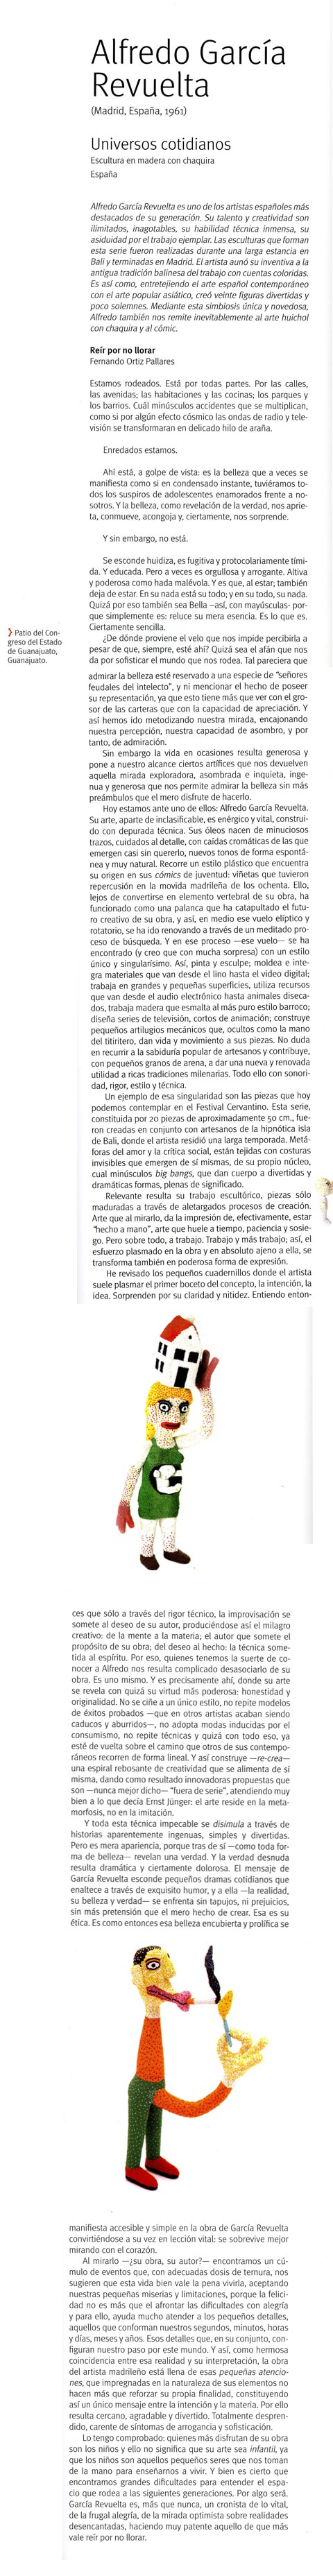 Alfredo García
Revuelta
(Madrid, España, 1961)
Universos cotidianos
Escultura en madera con chaquira
España
Alfredo García Revuelta es uno de los artistas españoles más
destacados de su generación. Su talento y creatividad son
ilimitados, inagotables, su habilidad técnica inmensa, su
asiduidad por el trabajo ejemplar. Las esculturas que forman
esta serie fueron realizadas durante una larga estancia en
Bali y terminadas en Madrid. El artista aunó su inventiva a la
antigua tradición balinesa del trabajo con cuentas coloridas.
Es así como, entretejiendo el arte español contemporáneo
con el arte popular asiático, creó veinte figuras divertidas y
poco solemnes. Mediante esta simbiosis única y novedosa,
Alfredo también nos remite inevitablemente al arte huichol
con chaquira y al cómic.
Reír por no llorar
Fernando Ortiz Pallares
Estamos rodeados. Está por todas partes. Por las calles,
las avenidas; las habitaciones y las cocinas; los parques y
los barrios. Cuál minúsculos accidentes que se multiplican,
como si por algún efecto cósmico las ondas de radio y tele-
visión se transformaran en delicado hilo de araña.
Enredados estamos.
Ahí está, a golpe de vista: es la belleza que a veces se
manifiesta como si en condensado instante, tuviéramos to-
dos los suspiros de adolescentes enamorados frente a no-
sotros. Y la belleza, como revelación de la verdad, nos aprie-
ta, conmueve, acongoja y, ciertamente, nos sorprende.
Y sin embargo, no está.
Se esconde huidiza, es fugitiva y protocolariamente tími-
da. Y educada. Pero a veces es orgullosa y arrogante. Altiva
y poderosa como hada malévola. Y es que, al estar; también
deja de estar. En su nada está su todo; y en su todo, su nada.
Quizá por eso también sea Bella –así, con mayúsculas- por-
que simplemente es: reluce su mera esencia. Es lo que es.
Ciertamente sencilla.
¿De dónde proviene el velo que nos impide percibirla a
pesar de que, siempre, esté ahí? Quizá sea el afán que nos
da por sofisticar el mundo que nos rodea. Tal pareciera que
❯ Patio del Con-
greso del Estado
de Guanajuato,
Guanajuato.
admirar la belleza esté reservado a una especie de "señores
feudales del intelecto", y ni mencionar el hecho de poseer
su representación, ya que esto tiene más que ver con el gro-
sor de las carteras que con la capacidad de apreciación. Y
así hemos ido metodizando nuestra mirada, encajonando
nuestra percepción, nuestra capacidad de asombro, y por
tanto, de admiración.
Sin embargo la vida en ocasiones resulta generosa y
pone a nuestro alcance ciertos artífices que nos devuelven
aquella mirada exploradora, asombrada e inquieta, inge-
nua y generosa que nos permite admirar la belleza sin más
preámbulos que el mero disfrute de hacerlo.
Hoy estamos ante uno de ellos: Alfredo García Revuelta.
Su arte, aparte de inclasificable, es enérgico y vital, construi-
do con depurada técnica. Sus óleos nacen de minuciosos
trazos, cuidados al detalle, con caídas cromáticas de las que
emergen casi sin quererlo, nuevos tonos de forma espontá-
nea y muy natural. Recorre un estilo plástico que encuentra
su origen en sus cómics de juventud: viñetas que tuvieron
repercusión en la movida madrileña de los ochenta. Ello,
lejos de convertirse en elemento vertebral de su obra, ha
funcionado como una palanca que ha catapultado el futu-
ro creativo de su obra, y así, en medio ese vuelo elíptico y
rotatorio, se ha ido renovando a través de un meditado pro-
ceso de búsqueda. Y en ese proceso —ese vuelo— se ha
encontrado (y creo que con mucha sorpresa) con un estilo
único y singularísimo. Así, pinta y esculpe; moldea e inte-
gra materiales que van desde el lino hasta el video digital;
trabaja en grandes y pequeñas superficies, utiliza recursos
que van desde el audio electrónico hasta animales diseca-
dos, trabaja madera que esmalta al más puro estilo barroco;
diseña series de televisión, cortos de animación; construye
pequeños artilugios mecánicos que, ocultos como la mano
del titiritero, dan vida y movimiento a sus piezas. No duda
en recurrir a la sabiduría popular de artesanos y contribuye,
con pequeños granos de arena, a dar una nueva y renovada
utilidad a ricas tradiciones milenarias. Todo ello con sonori-
dad, rigor, estilo y técnica.
Un ejemplo de esa singularidad son las piezas que hoy
podemos contemplar en el Festival Cervantino. Esta serie,
constituida por 20 piezas de aproximadamente 50 cm., fue-
ron creadas en conjunto con artesanos de la hipnótica isla
de Bali, donde el artista residió una larga temporada. Metá-
foras del amor y la crítica social, están tejidas con costuras
invisibles que emergen de sí mismas, de su propio núcleo,
cual minúsculos big bangs, que dan cuerpo a divertidas y
dramáticas formas, plenas de significado.
Relevante resulta su trabajo escultórico, piezas sólo
maduradas a través de aletargados procesos de creación.
Arte que al mirarlo, da la impresión de, efectivamente, estar
"hecho a mano", arte que huele a tiempo, paciencia y sosie-
go. Pero sobre todo, a trabajo. Trabajo y más trabajo; así, el
esfuerzo plasmado en la obra y en absoluto ajeno a ella, se
transforma también en poderosa forma de expresión.
He revisado los pequeños cuadernillos donde el artista
suele plasmar el primer boceto del concepto, la intención, la
idea. Sorprenden por su claridad y nitidez. Entiendo enton-
ces que sólo a través del rigor técnico, la improvisación se
somete al deseo de su autor, produciéndose así el milagro
creativo: de la mente a la materia; el autor que somete el
propósito de su obra; del deseo al hecho: la técnica some-
tida al espíritu. Por eso, quienes tenemos la suerte de co-
nocer a Alfredo nos resulta complicado desasociarlo de su
obra. Es uno mismo. Y es precisamente ahí, donde su arte
se revela con quizá su virtud más poderosa: honestidad y
originalidad. No se ciñe a un único estilo, no repite modelos
de éxitos probados —que en otros artistas acaban siendo
caducos y aburridos—, no adopta modas inducidas por el
consumismo, no repite técnicas y quizá con todo eso, ya
esté de vuelta sobre el camino que otros de sus contempo-
ráneos recorren de forma lineal. Y así construye —re-crea—
una espiral rebosante de creatividad que se alimenta de sí
misma, dando como resultado innovadoras propuestas que
son —nunca mejor dicho— "fuera de serie", atendiendo muy
bien a lo que decía Ernst Jünger: el arte reside en la meta-
morfosis, no en la imitación.
Y toda esta técnica impecable se disimula a través de
historias aparentemente ingenuas, simples y divertidas.
Pero es mera apariencia, porque tras de sí —como toda for-
ma de belleza— revelan una verdad. Y la verdad desnuda
resulta dramática y ciertamente dolorosa. El mensaje de
García Revuelta esconde pequeños dramas cotidianos que
enaltece a través de exquisito humor, y a ella —la realidad,
su belleza y verdad— se enfrenta sin tapujos, ni prejuicios,
sin más pretensión que el mero hecho de crear. Esa es su
ética. Es como entonces esa belleza encubierta y prolífica se
manifiesta accesible y simple en la obra de García Revuelta
convirtiéndose a su vez en lección vital: se sobrevive mejor
mirando con el corazón.
Al mirarlo —¿su obra, su autor?— encontramos un cú-
mulo de eventos que, con adecuadas dosis de ternura, nos
sugieren que esta vida bien vale la pena vivirla, aceptando
nuestras pequeñas miserias y limitaciones, porque la felici-
dad no es más que el afrontar las dificultades con alegría
y para ello, ayuda mucho atender a los pequeños detalles,
aquellos que conforman nuestros segundos, minutos, horas
y días, meses y años. Esos detalles que, en su conjunto, con-
figuran nuestro paso por este mundo. Y así, como hermosa
coincidencia entre esa realidad y su interpretación, la obra
del artista madrileño está llena de esas pequeñas atencio-
nes, que impregnadas en la naturaleza de sus elementos no
hacen más que reforzar su propia finalidad, constituyendo
así un único mensaje entre la intención y la materia. Por ello
resulta cercano, agradable y divertido. Totalmente despren-
dido, carente de síntomas de arrogancia y sofisticación.
Lo tengo comprobado: quienes más disfrutan de su obra
son los niños y ello no significa que su arte sea infantil, ya
que los niños son aquellos pequeños seres que nos toman
de la mano para enseñarnos a vivir. Y bien es cierto que
encontramos grandes dificultades para entender el espa-
cio que rodea a las siguientes generaciones. Por algo será.
García Revuelta es, más que nunca, un cronista de lo vital,
de la frugal alegría, de la mirada optimista sobre realidades
desencantadas, haciendo muy patente aquello de que más
vale reír por no llorar.